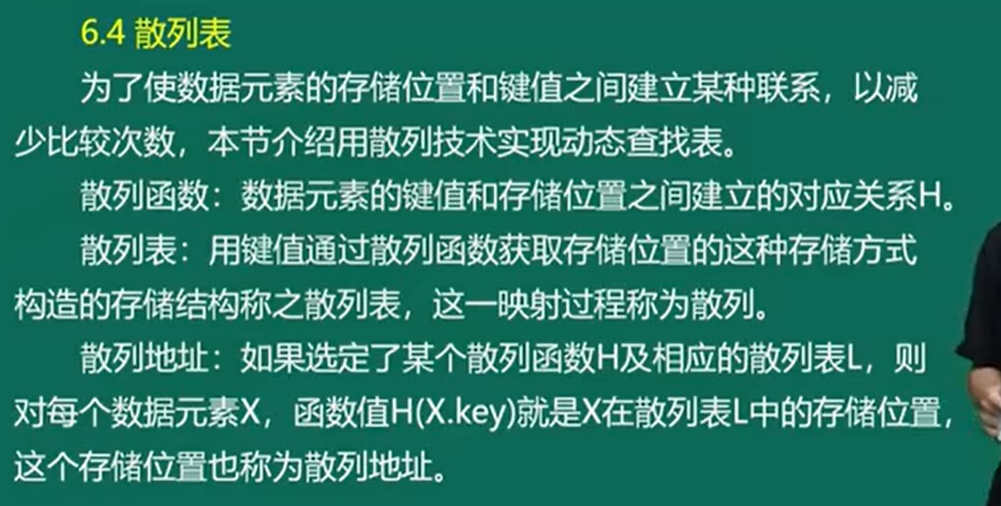 6.4 散列表
为了使数据元素的存储位置和键值之间建立某种联系，以减
少比较次数，本节介绍用散列技术实现动态查找表。
散列函数：数据元素的键值和存储位置之间建立的对应关系H。
散列表：用键值通过散列函数获取存储位置的这种存储方式
构造的存储结构称之散列表，这一映射过程称为散列。
散列地址：如果选定了某个散列函数H及相应的散列表L，则
对每个数据元素X，函数值H(X.key)就是X在散列表L中的存储位置，
这个存储位置也称为散列地址。